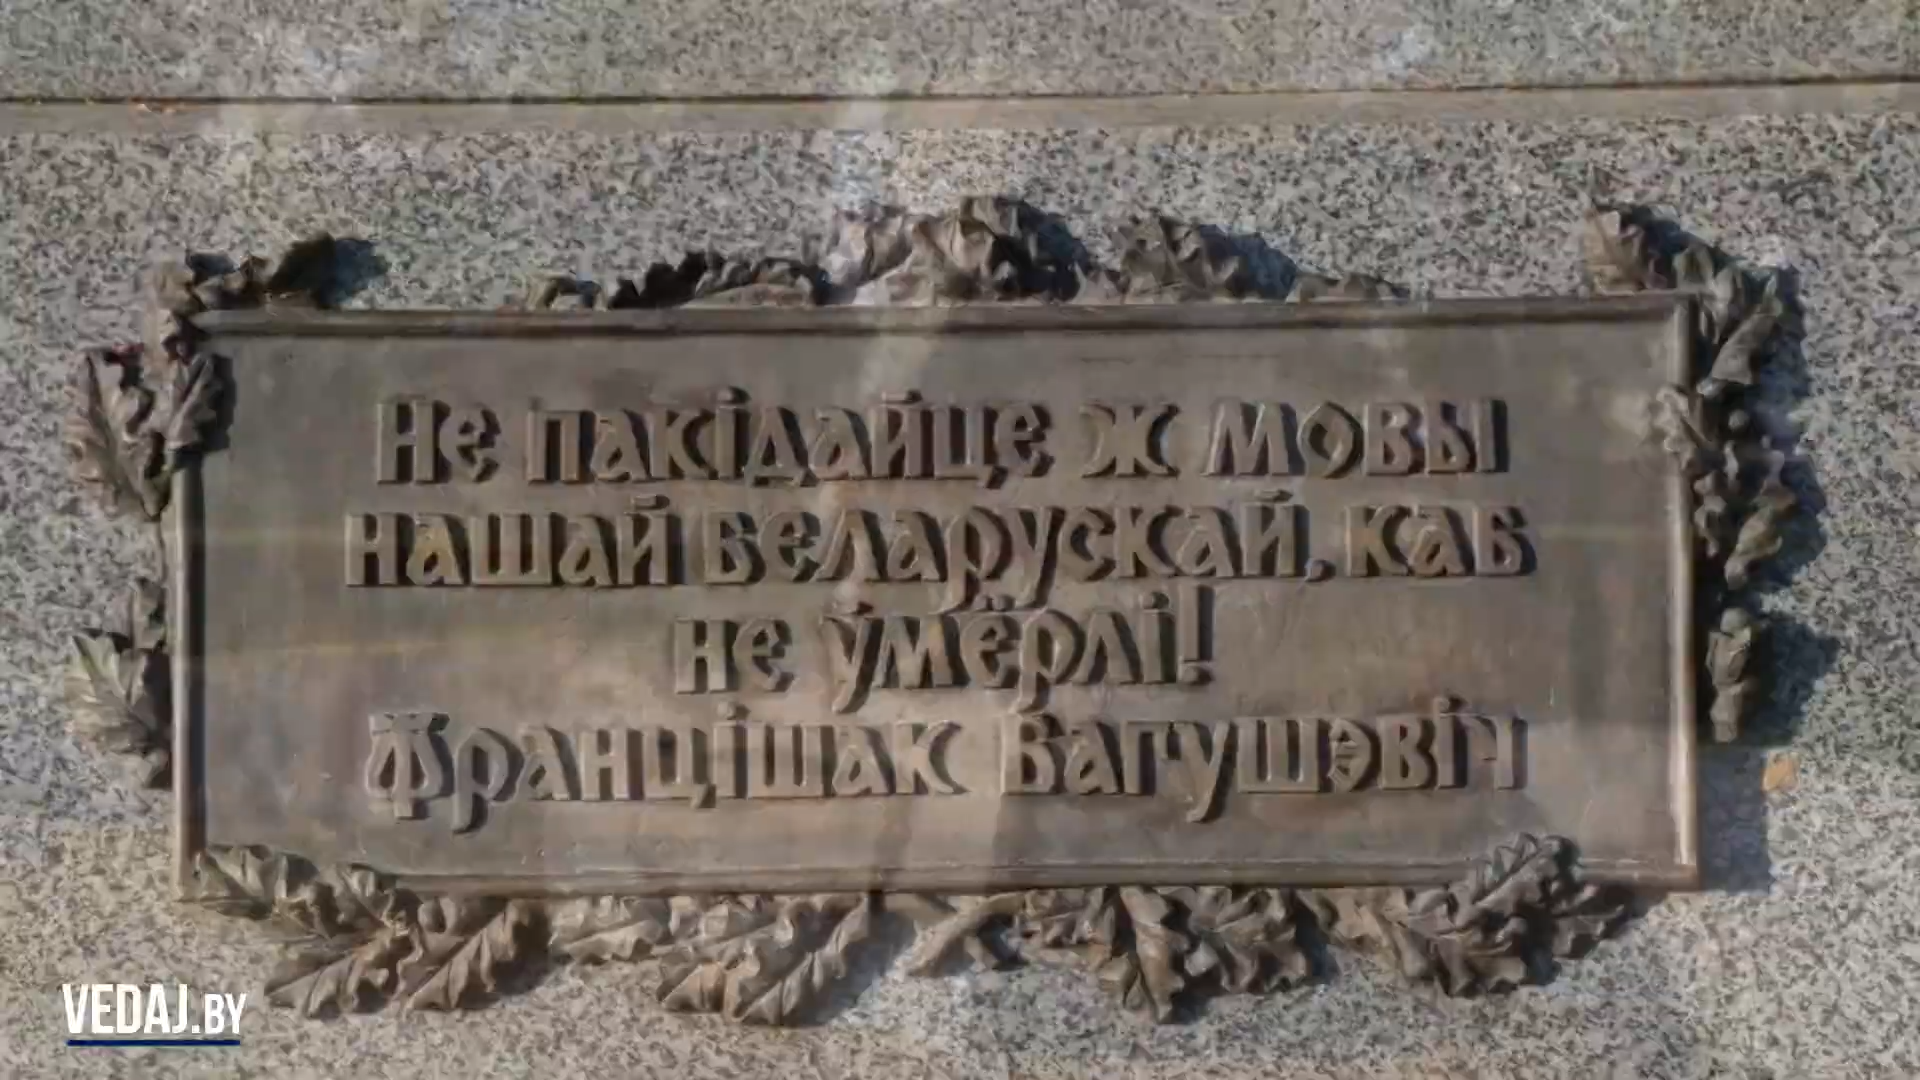 Не пакідайце ж мовы
нашай беларускай, каб
не ўмёрлі!
Францішак Багушэвіч
VEDAJ.BY